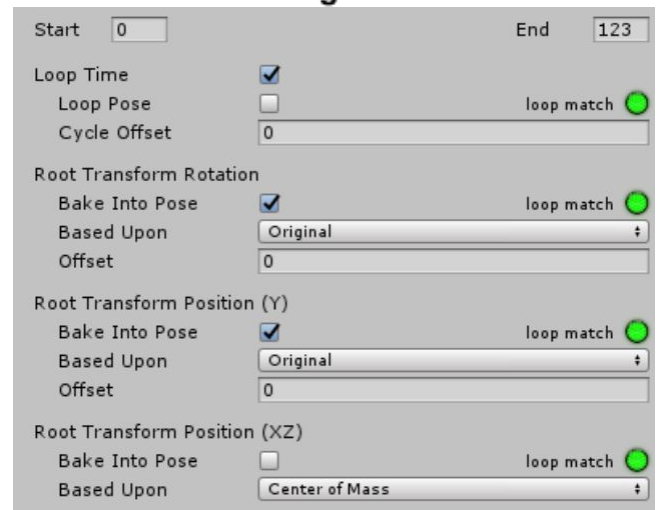 Start 0 End 123
Loop Time
Loop Pose loop match
Cycle Offset 0
Root Transform Rotation
Bake Into Pose loop match
Based Upon Original
Offset 0
Root Transform Position (Y)
Bake Into Pose loop match
Based Upon Original
Offset 0
Root Transform Position (XZ)
Bake Into Pose loop match
Based Upon Center of Mass